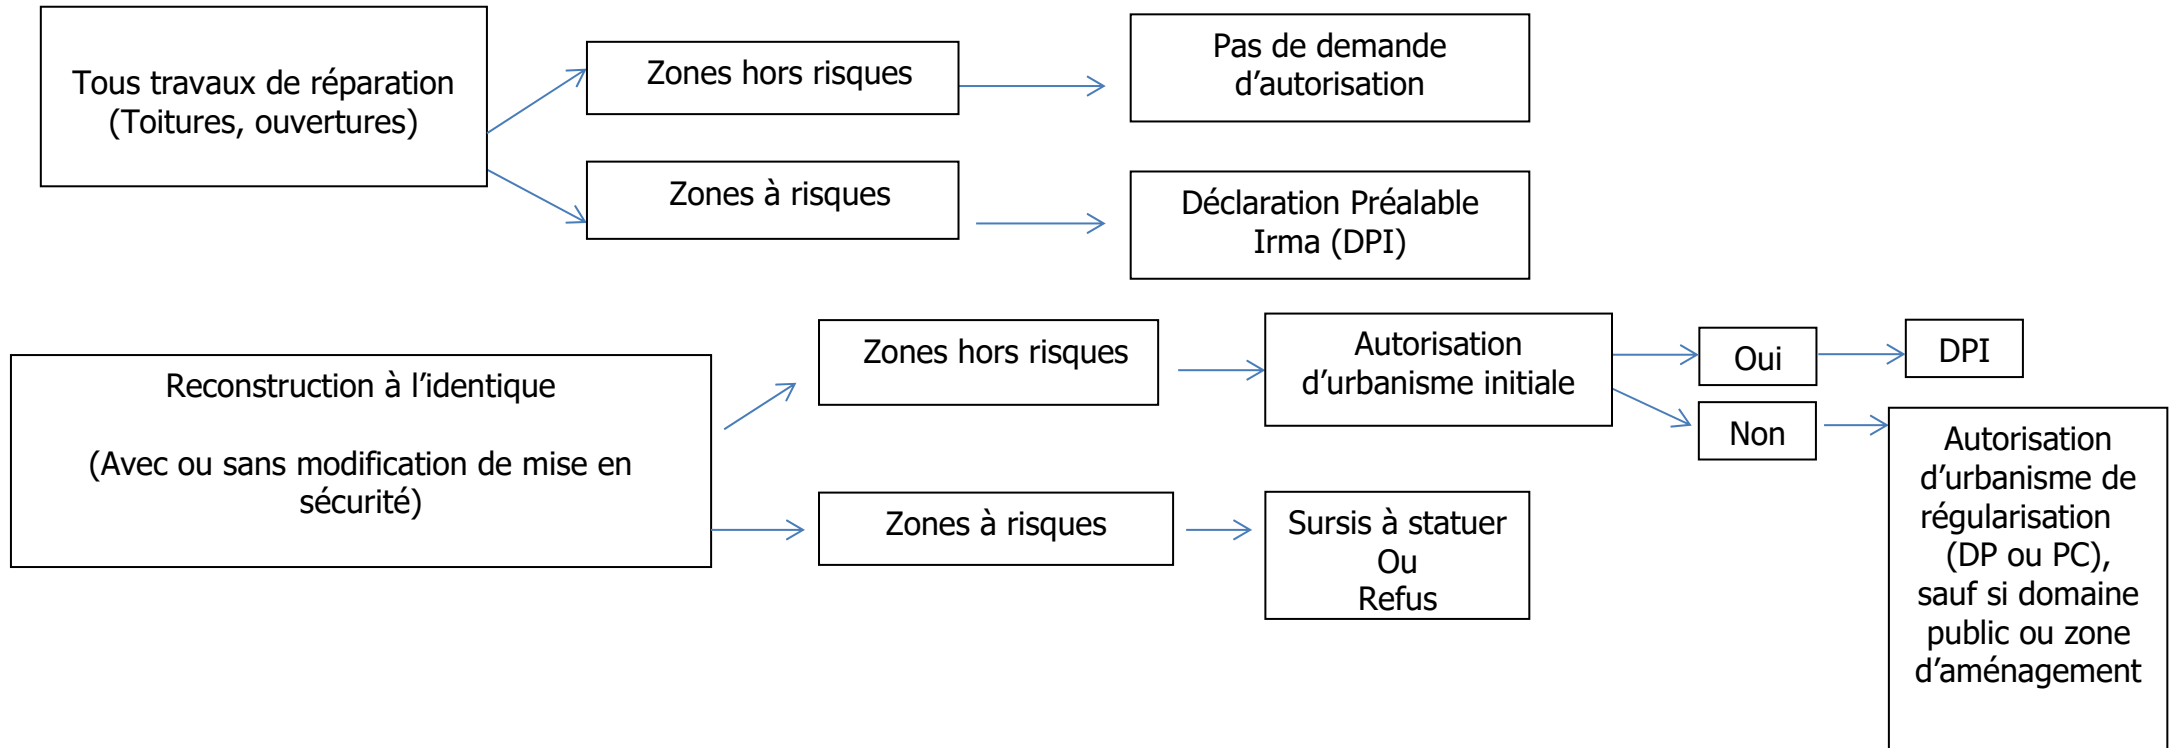 Tous travaux de réparation
(Toitures, ouvertures)
Zones hors risques
Pas de demande
d’autorisation
Zones à risques
Déclaration Préalable
Irma (DPI)
Reconstruction à l’identique
(Avec ou sans modification de mise en
sécurité)
Zones hors risques
Autorisation
d’urbanisme initiale
Oui
DPI
Non
Autorisation
d’urbanisme de
régularisation
(DP ou PC),
sauf si domaine
public ou zone
d’aménagement
Zones à risques
Sursis à statuer
Ou
Refus